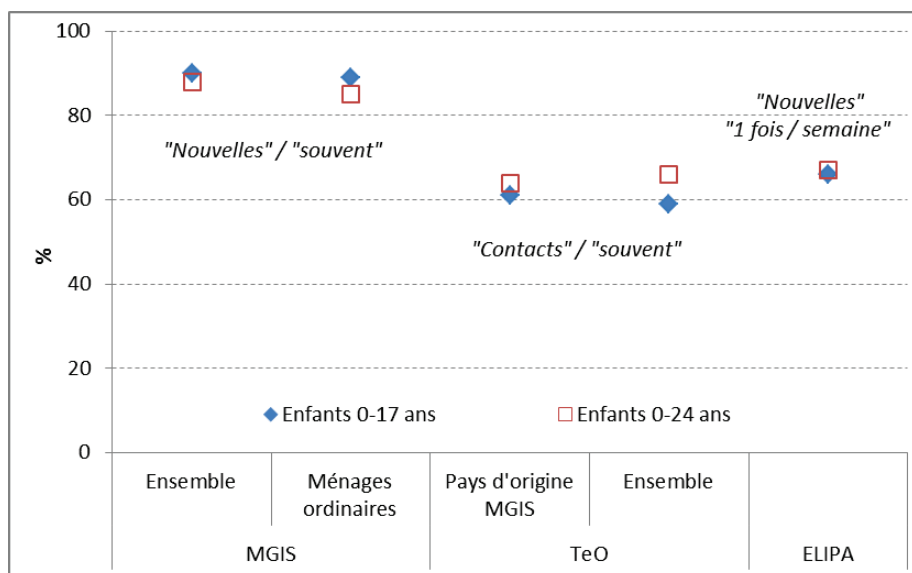 100
80
60
40
20
0
%
"Nouvelles" / "souvent"
"Nouvelles"
"1 fois / semaine"
"Contacts" / "souvent"
Enfants 0-17 ans
Enfants 0-24 ans
Ensemble
Ménages
ordinaires
Pays d'origine
MGIS
Ensemble
MGIS
TeO
ELIPA